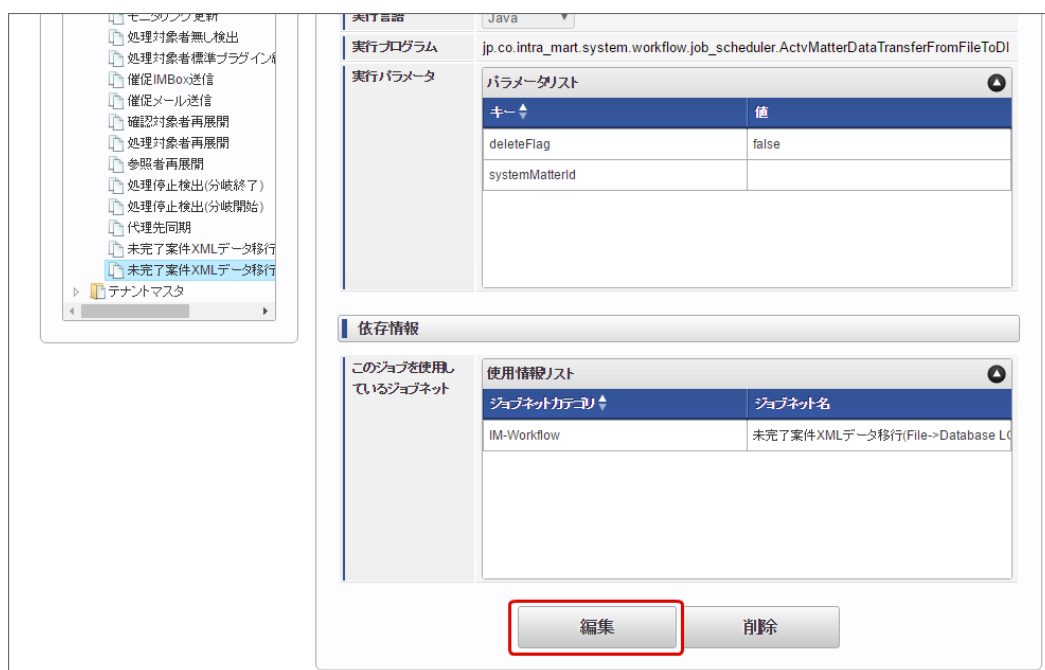 モニタリング更新
処理対象者無し検出
処理対象者標準プラグイン
催促IMBox送信
催促メール送信
確認対象者再展開
処理対象者再展開
参照者再展開
処理停止検出(分岐終了)
処理停止検出(分岐開始)
代理先同期
未完了案件XMLデータ移行
未完了案件XMLデータ移行
テナントマスタ
実行言語
Java
実行プログラム
jp.co.intra_mart.system.workflow.job_scheduler.ActvMatterDataTransferFromFileToDI
実行パラメータ
パラメータリスト
キー 値
deleteFlag false
systemMatterId
依存情報
このジョブを使用し
ているジョブネット
使用情報リスト
ジョブネットカテゴリ ジョブネット名
IM-Workflow 未完了案件XMLデータ移行(File->Database LO
編集 削除